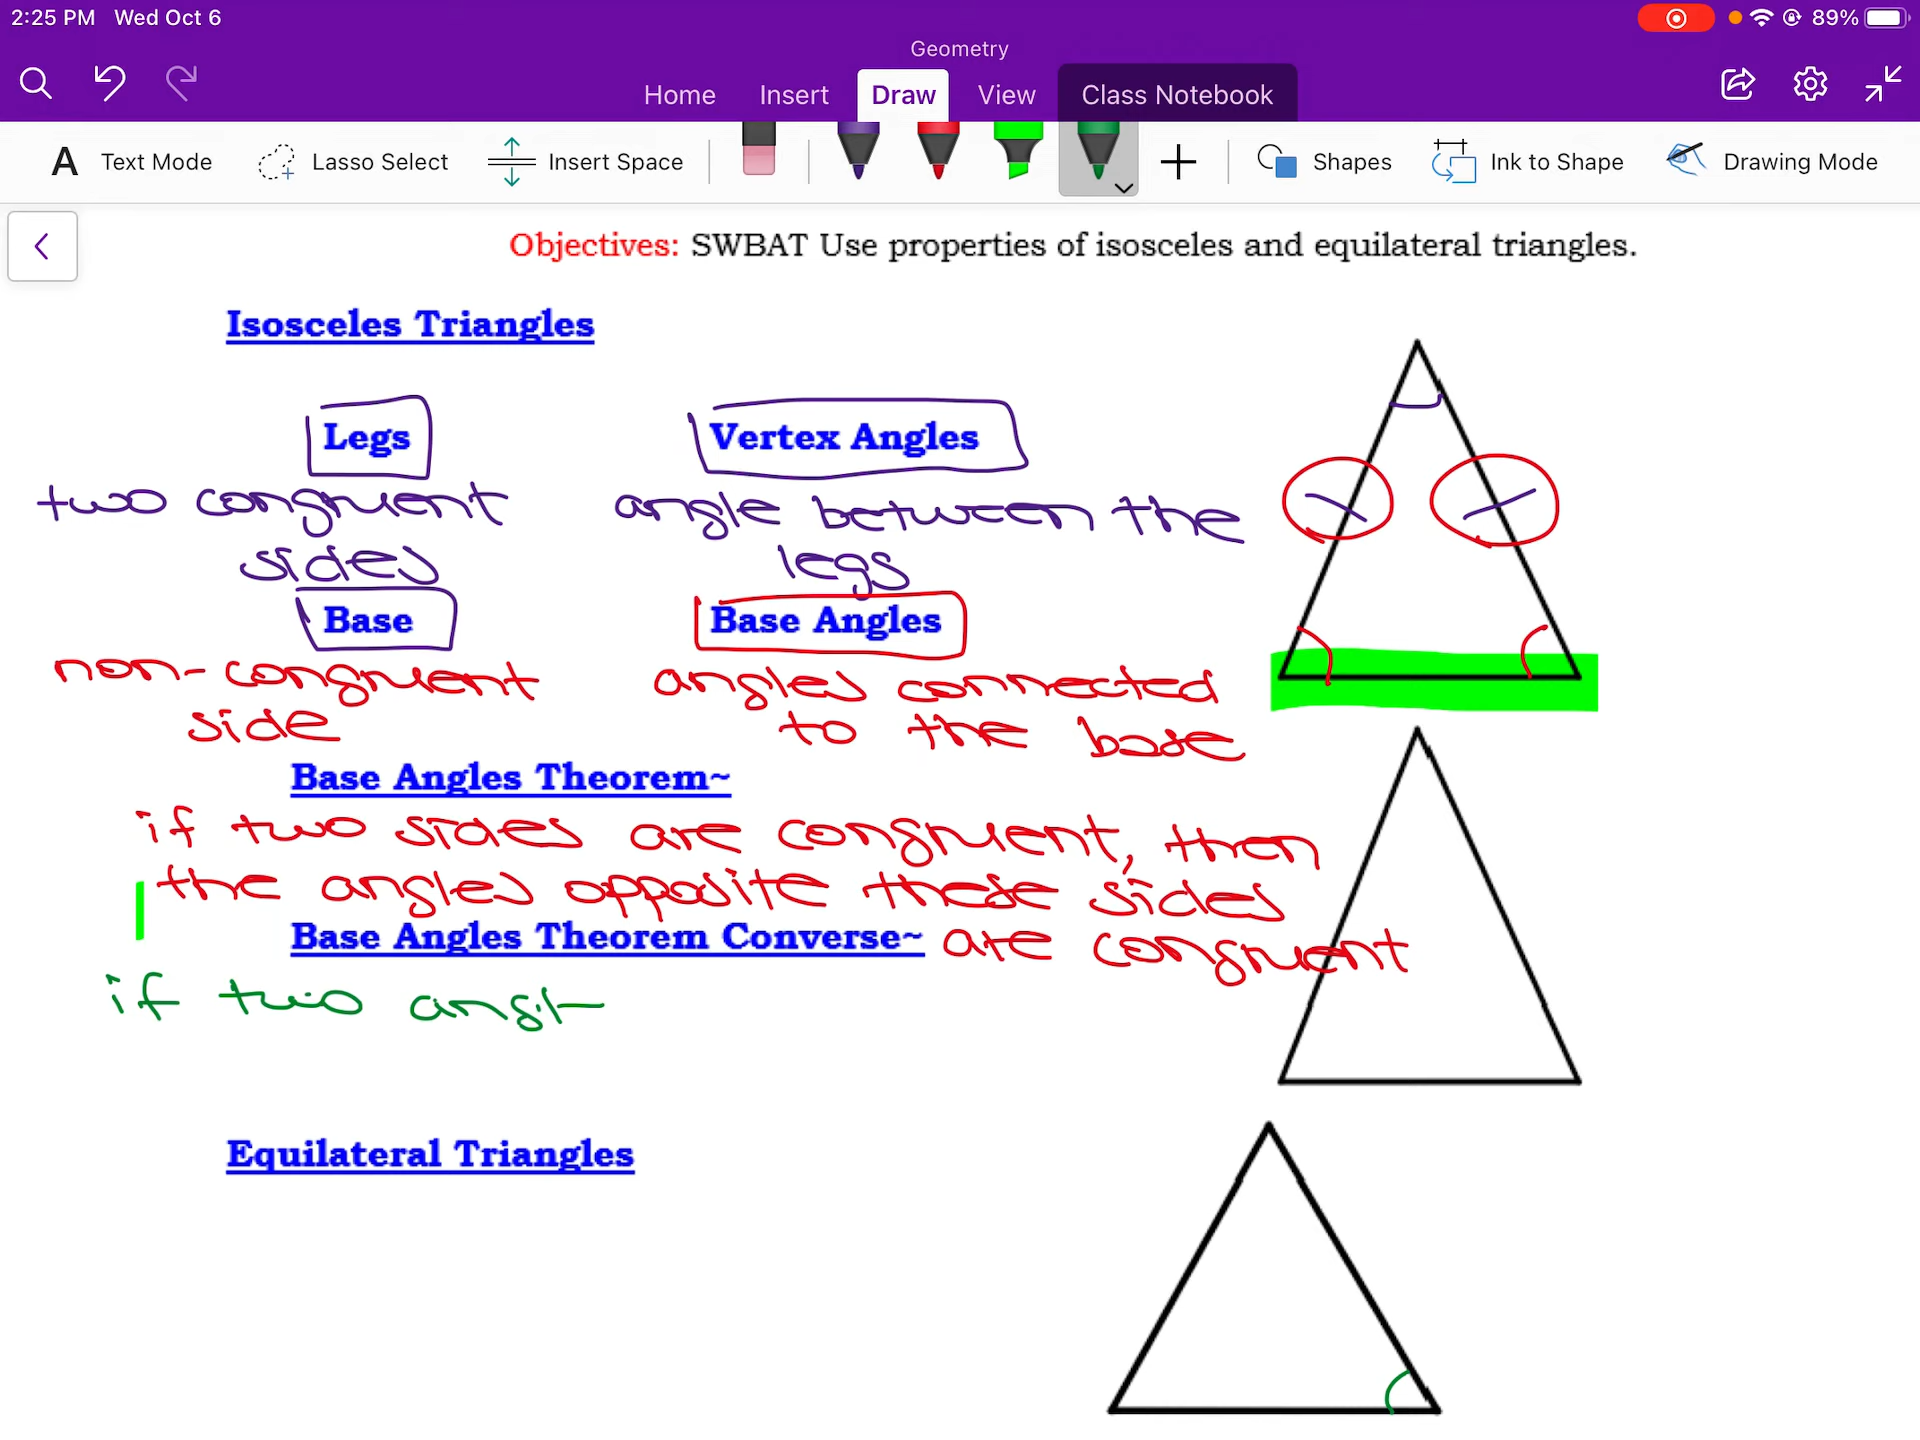 2:25 PM Wed Oct 6
89%
Geometry
Home Insert Draw View Class Notebook
A Text Mode Lasso Select Insert Space Shapes Ink to Shape Drawing Mode
Objectives: SWBAT Use properties of isosceles and equilateral triangles.
Isosceles Triangles
Legs
two congruent
sides
Vertex Angles
angle between the
legs
Base
non-congruent
side
Base Angles
angles connected
to the base
Base Angles Theorem~
if two sides are congruent, then
the angles opposite these sides
are congruent
Base Angles Theorem Converse~
if two angl
Equilateral Triangles